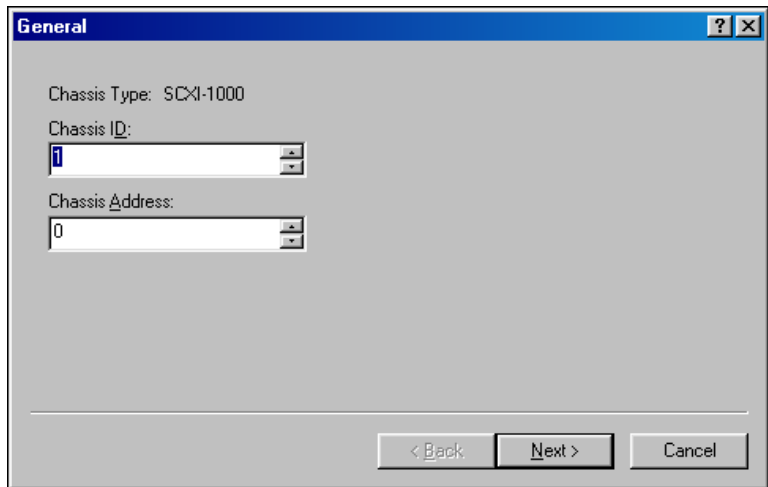 General
Chassis Type: SCXI-1000
Chassis ID:
1
Chassis Address:
0
< Back Next > Cancel